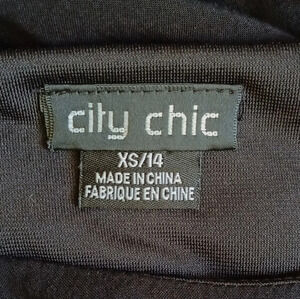 city chic
XS/14
MADE IN CHINA
FABRIQUE EN CHINE